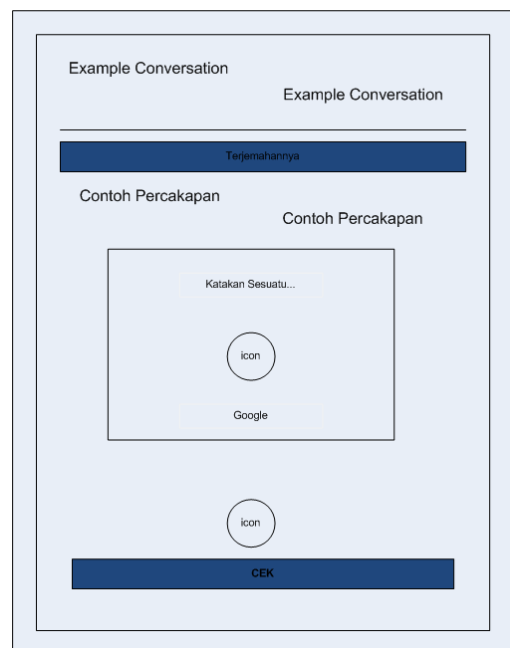 Example Conversation
Example Conversation
Terjemahannya
Contoh Percakapan
Contoh Percakapan
Katakan Sesuatu...
icon
Google
icon
CEK